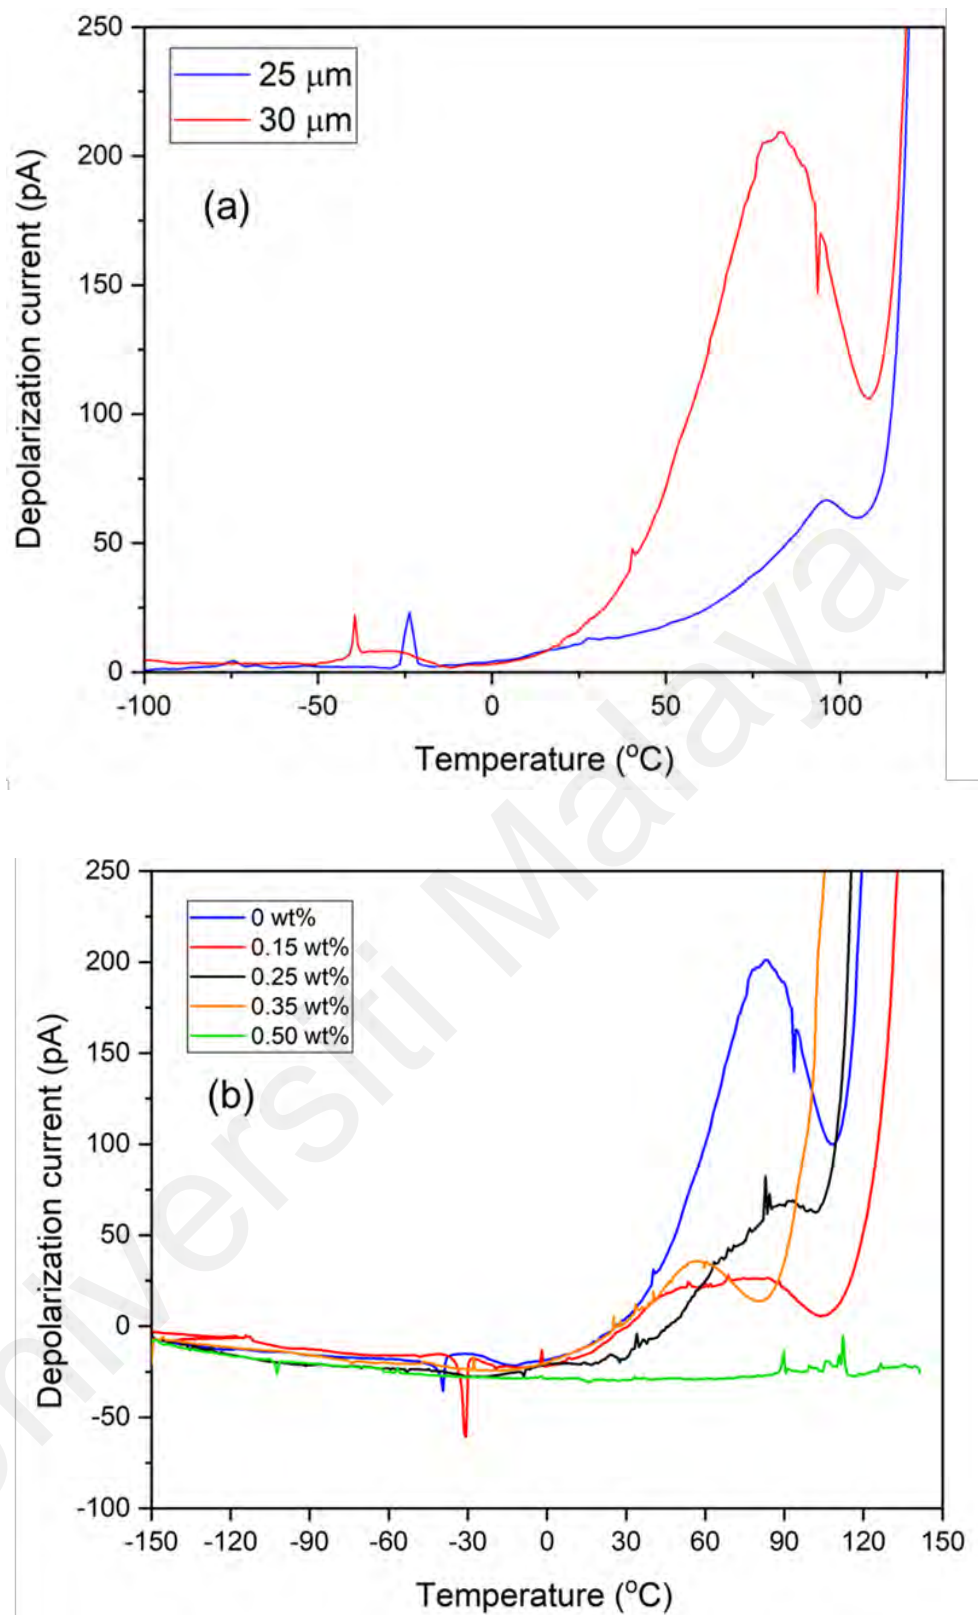 250
200
150
100
50
0
Depolarization current (pA)
25 μm
30 μm
(a)
-100
-50
0
50
100
Temperature (°C)
250
200
150
100
50
0
-50
-100
Depolarization current (pA)
0 wt%
0.15 wt%
0.25 wt%
0.35 wt%
0.50 wt%
(b)
-150 -120 -90 -60 -30 0 30 60 90 120 150
Temperature (°C)
Universiti Malaya